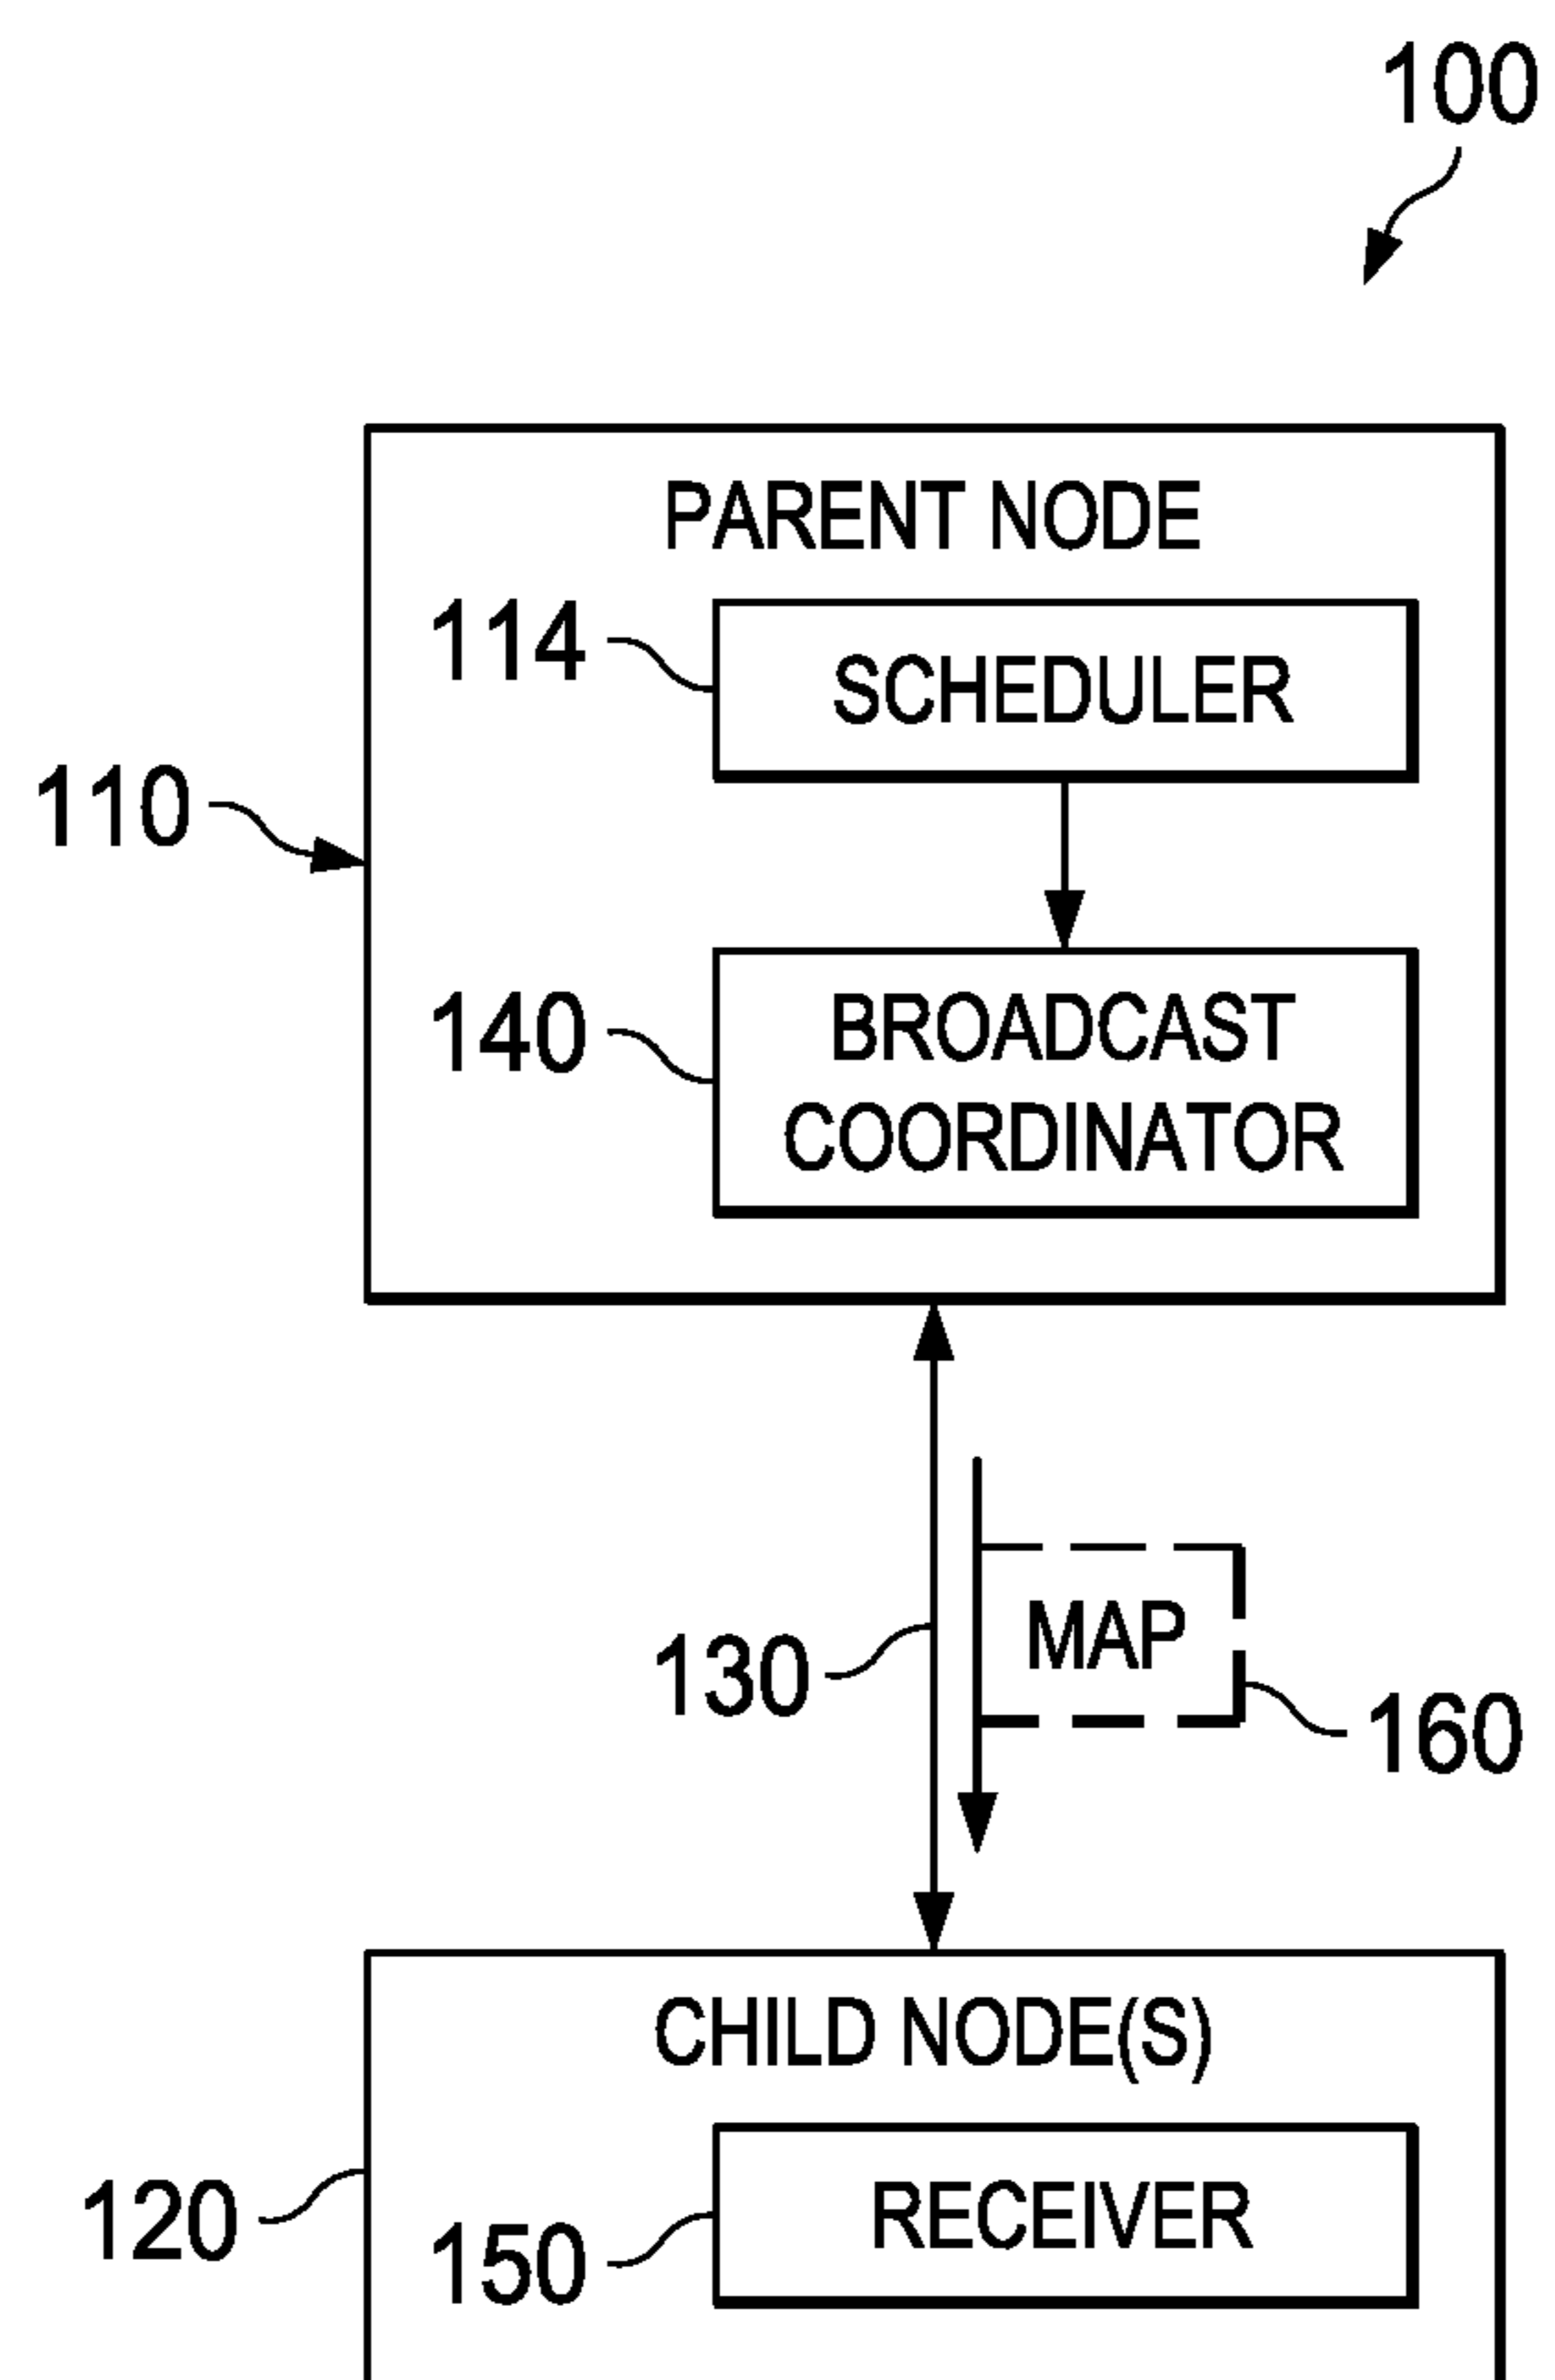 100
PARENT NODE
114
SCHEDULER
110
140
BROADCAST
COORDINATOR
130
MAP
160
CHILD NODE(S)
120
150
RECEIVER